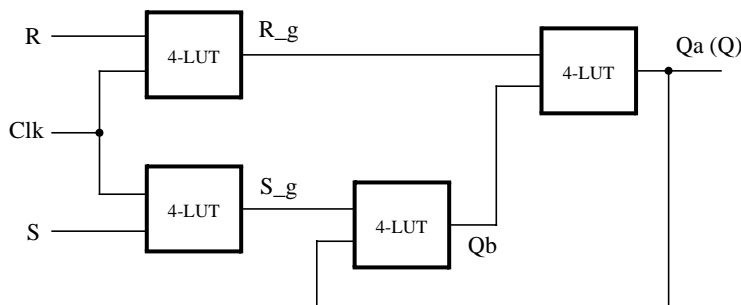 R
4-LUT
R_g
4-LUT
Qa (Q)
Clk
4-LUT
S_g
4-LUT
S
Qb